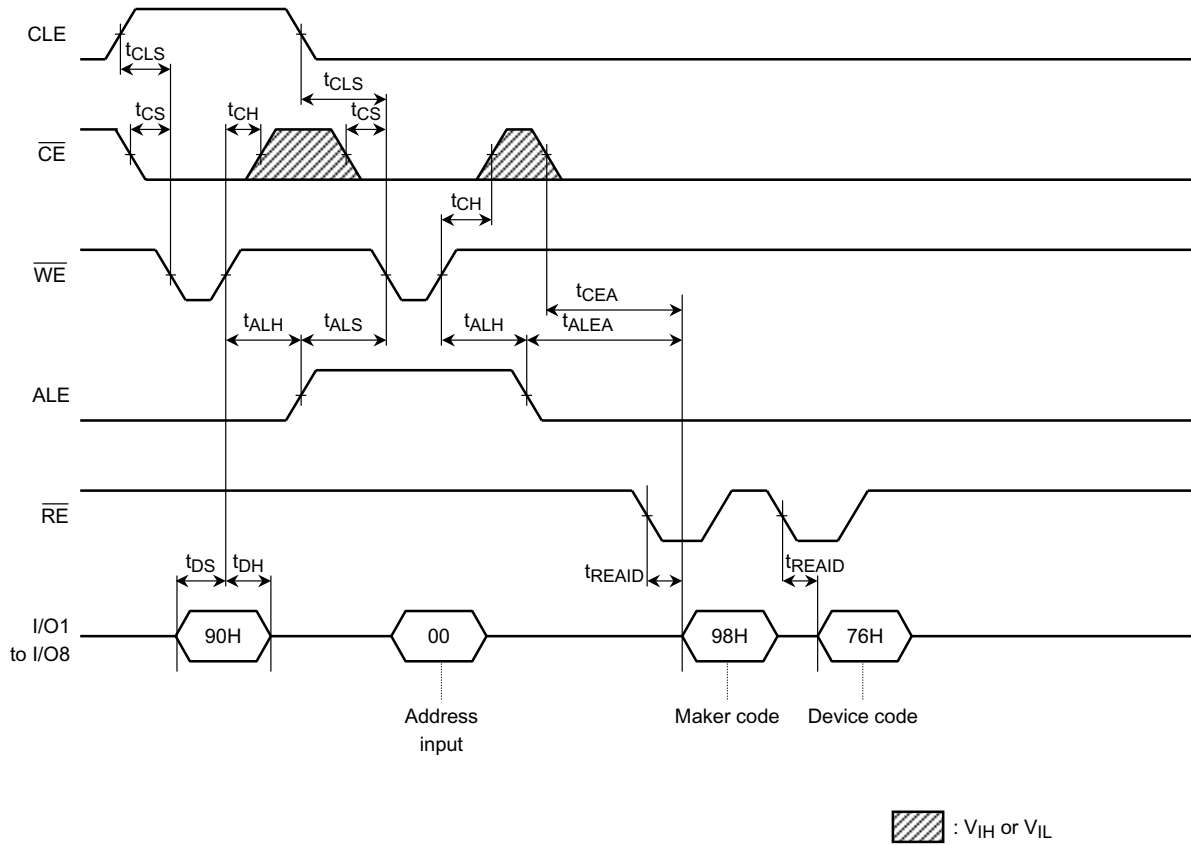 CLE
tCLS
tCLS
tCS
tCH
tCS
CE
tCH
WE
tCEA
tALH
tALS
tALH
tALEA
ALE
RE
tDS
tDH
tREAID
tREAID
I/O1
to I/O8
90H
00
98H
76H
Address
input
Maker code
Device code
: VIH or VIL